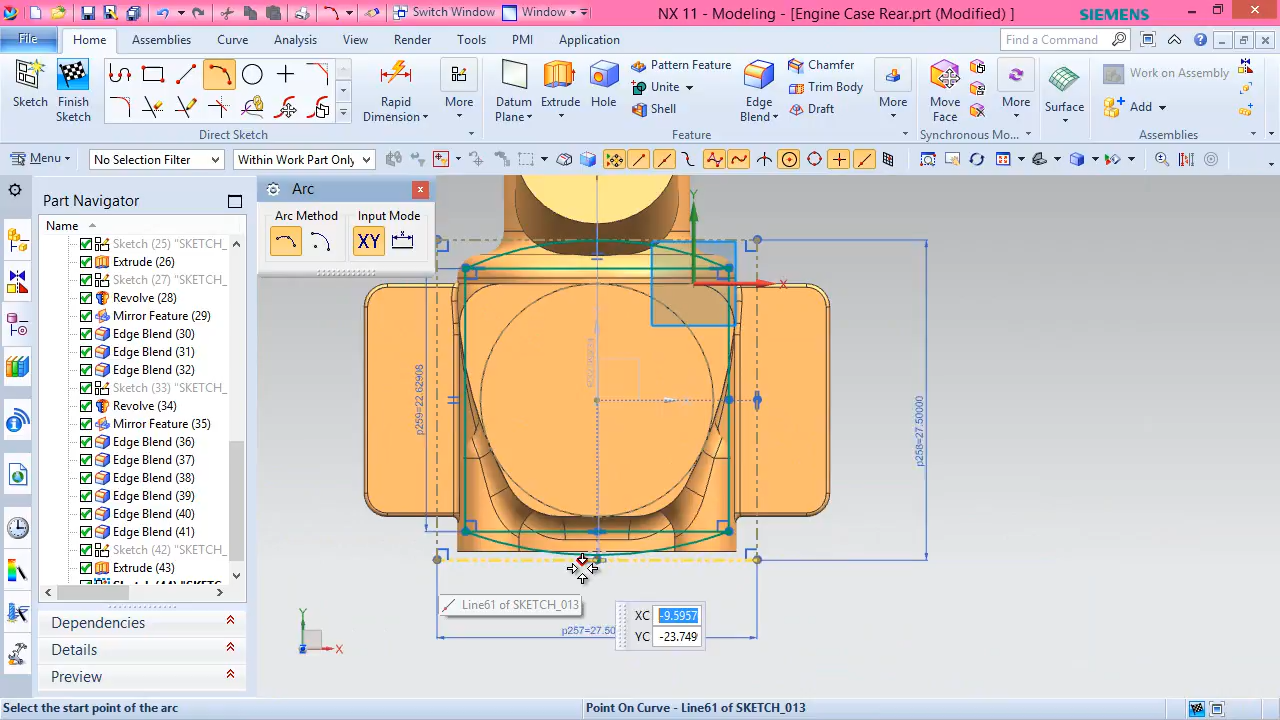 Switch Window
Window
NX 11 - Modeling - [Engine Case Rear.prt (Modified) ]
SIEMENS
File
Home
Assemblies
Curve
Analysis
View
Render
Tools
PMI
Application
Find a Command
Sketch
Finish
Sketch
Rapid
Dimension
More
Datum
Plane
Extrude
Hole
Pattern Feature
Unite
Shell
Edge
Blend
Chamfer
Trim Body
Draft
More
Move
Face
More
Surface
Work on Assembly
Add
Direct Sketch
Feature
Synchronous Mo...
Assemblies
Menu
No Selection Filter
Within Work Part Only
Part Navigator
Name
Sketch (25) "SKETCH_
Extrude (26)
Sketch (27) "SKETCH_
Revolve (28)
Mirror Feature (29)
Edge Blend (30)
Edge Blend (31)
Edge Blend (32)
Sketch (33) "SKETCH_
Revolve (34)
Mirror Feature (35)
Edge Blend (36)
Edge Blend (37)
Edge Blend (38)
Edge Blend (39)
Edge Blend (40)
Edge Blend (41)
Sketch (42) "SKETCH_
Extrude (43)
Sketch (44) "SKETC
Dependencies
Details
Preview
Arc
Arc Method
Input Mode
XY
Y
X
p259=22.62908
p258=27.50000
Line61 of SKETCH_013
p257=27.50
XC -9.5957
YC -23.749
Y
X
Select the start point of the arc
Point On Curve - Line61 of SKETCH_013